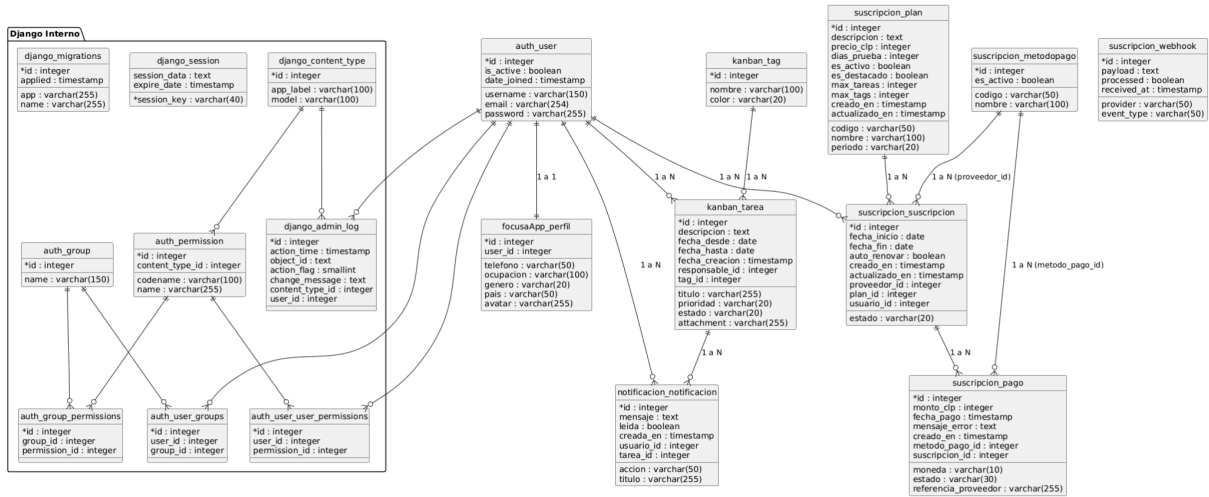 Django Interno
django_migrations
*id : integer
applied : timestamp
app : varchar(255)
name : varchar(255)
django_session
session_data : text
expire_date : timestamp
*session_key : varchar(40)
django_content_type
*id : integer
app_label : varchar(100)
model : varchar(100)
auth_group
*id : integer
name : varchar(150)
auth_permission
*id : integer
content_type_id : integer
codename : varchar(100)
name : varchar(255)
django_admin_log
*id : integer
action_time : timestamp
object_id : text
action_flag : smallint
change_message : text
content_type_id : integer
user_id : integer
auth_group_permissions
*id : integer
group_id : integer
permission_id : integer
auth_user_groups
*id : integer
user_id : integer
group_id : integer
auth_user_user_permissions
*id : integer
user_id : integer
permission_id : integer
auth_user
*id : integer
is_active : boolean
date_joined : timestamp
username : varchar(150)
email : varchar(254)
password : varchar(255)
1 a 1
focusaApp_perfil
*id : integer
user_id : integer
telefono : varchar(50)
ocupacion : varchar(100)
genero : varchar(20)
pais : varchar(50)
avatar : varchar(255)
kanban_tag
*id : integer
nombre : varchar(100)
color : varchar(20)
1 a N
1 a N
1 a N
kanban_tarea
*id : integer
descripcion : text
fecha_desde : date
fecha_hasta : date
fecha_creacion : timestamp
responsable_id : integer
tag_id : integer
titulo : varchar(255)
prioridad : varchar(20)
estado : varchar(20)
attachment : varchar(255)
1 a N
1 a N
notificacion_notificacion
*id : integer
mensaje : text
leida : boolean
creada_en : timestamp
usuario_id : integer
tarea_id : integer
accion : varchar(50)
titulo : varchar(255)
suscripcion_plan
*id : integer
descripcion : text
precio_clp : integer
dias_prueba : integer
es_activo : boolean
es_destacado : boolean
max_tareas : integer
max_tags : integer
creado_en : timestamp
actualizado_en : timestamp
codigo : varchar(50)
nombre : varchar(100)
periodo : varchar(20)
1 a N
suscripcion_metodopago
*id : integer
es_activo : boolean
codigo : varchar(50)
nombre : varchar(100)
1 a N (proveedor_id)
suscripcion_webhook
*id : integer
payload : text
processed : boolean
received_at : timestamp
provider : varchar(50)
event_type : varchar(50)
suscripcion_suscripcion
*id : integer
fecha_inicio : date
fecha_fin : date
auto_renovar : boolean
creado_en : timestamp
actualizado_en : timestamp
proveedor_id : integer
plan_id : integer
usuario_id : integer
estado : varchar(20)
1 a N (metodo_pago_id)
1 a N
suscripcion_pago
*id : integer
monto_clp : integer
fecha_pago : timestamp
mensaje_error : text
creado_en : timestamp
metodo_pago_id : integer
suscripcion_id : integer
moneda : varchar(10)
estado : varchar(30)
referencia_proveedor : varchar(255)